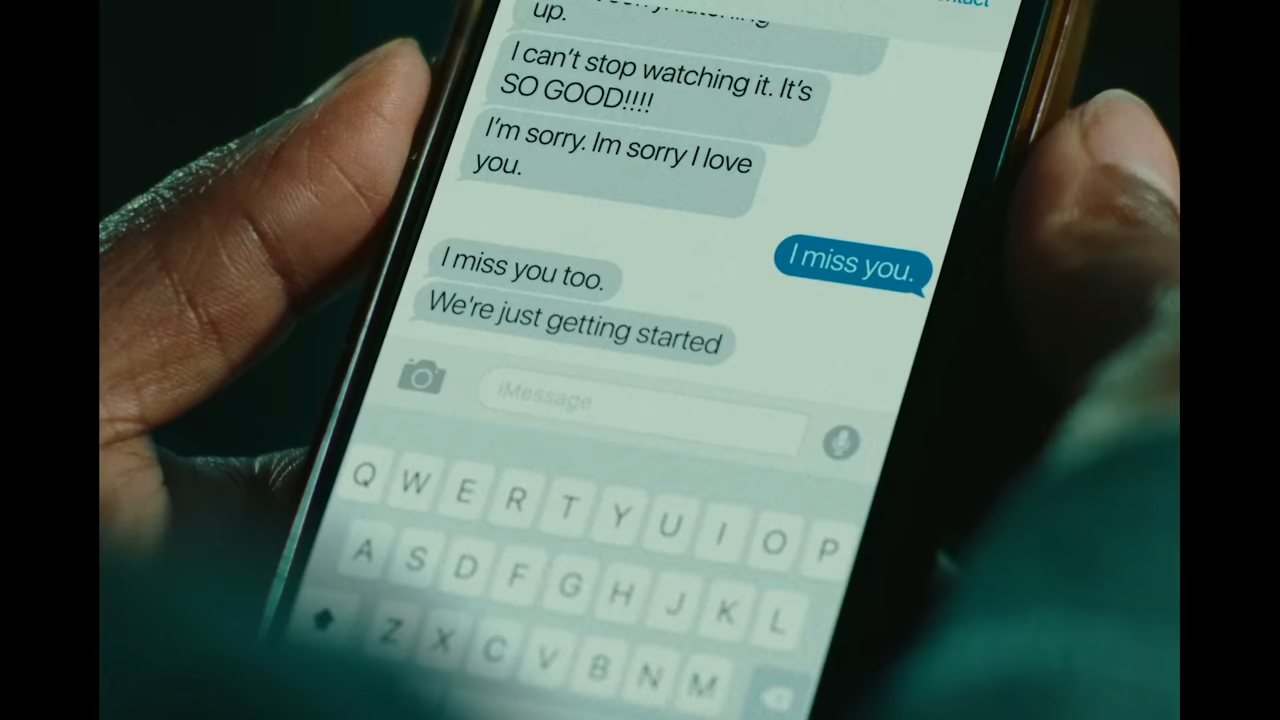 up.
I can't stop watching it. It's
SO GOOD!!!!
I'm sorry. Im sorry I love
you.
I miss you.
I miss you too.
We're just getting started
iMessage
Q W E R T Y U I O P
A S D F G H J K L
Z X C V B N M